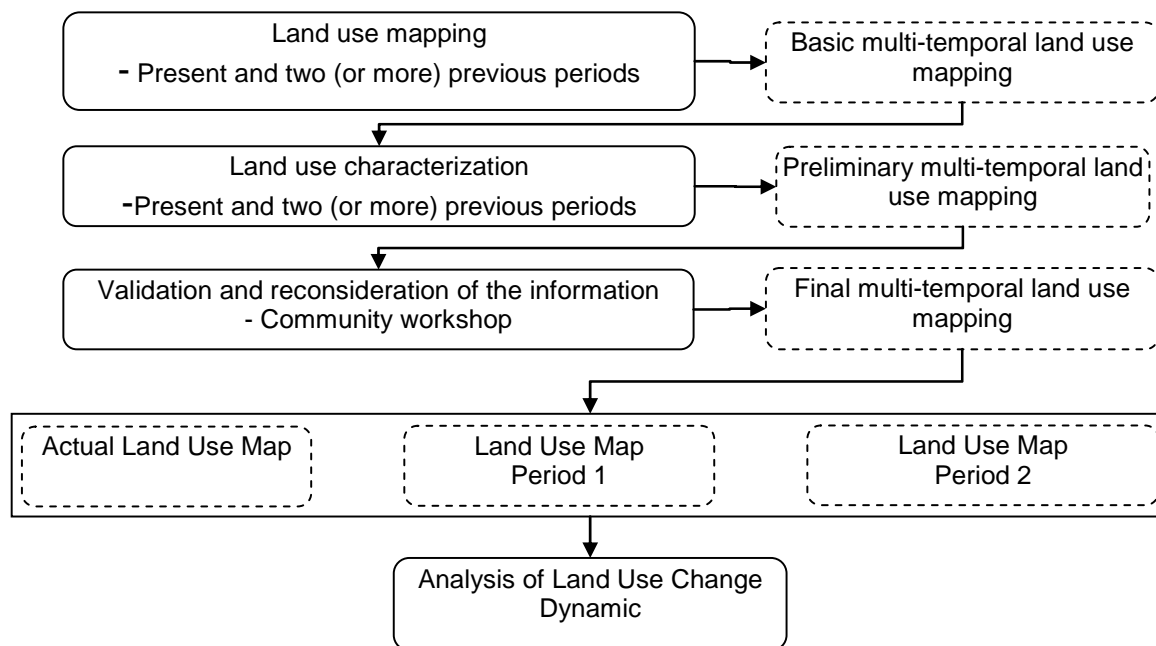 Land use mapping
- Present and two (or more) previous periods
Basic multi-temporal land use
mapping
Land use characterization
-Present and two (or more) previous periods
Preliminary multi-temporal land
use mapping
Validation and reconsideration of the information
- Community workshop
Final multi-temporal land use
mapping
Actual Land Use Map
Land Use Map
Period 1
Land Use Map
Period 2
Analysis of Land Use Change
Dynamic